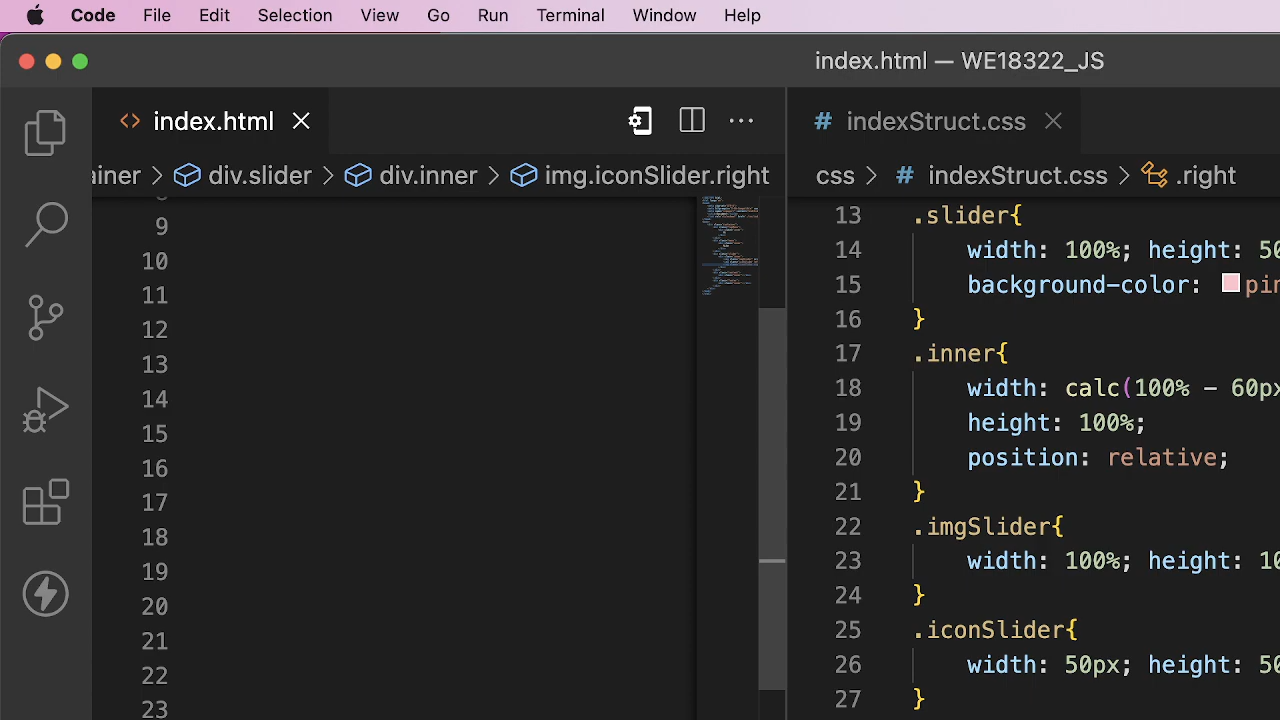 Code File Edit Selection View Go Run Terminal Window Help
index.html — WE18322_JS
index.html
ainer > div.slider > div.inner > img.iconSlider.right
9
10
11
12
13
14
15
16
17
18
19
20
21
22
23
# indexStruct.css
css > # indexStruct.css > .right
13 .slider{
14 width: 100%; height: 50
15 background-color: pin
16 }
17 .inner{
18 width: calc(100% - 60px
19 height: 100%;
20 position: relative;
21 }
22 .imgSlider{
23 width: 100%; height: 10
24 }
25 .iconSlider{
26 width: 50px; height: 50
27 }